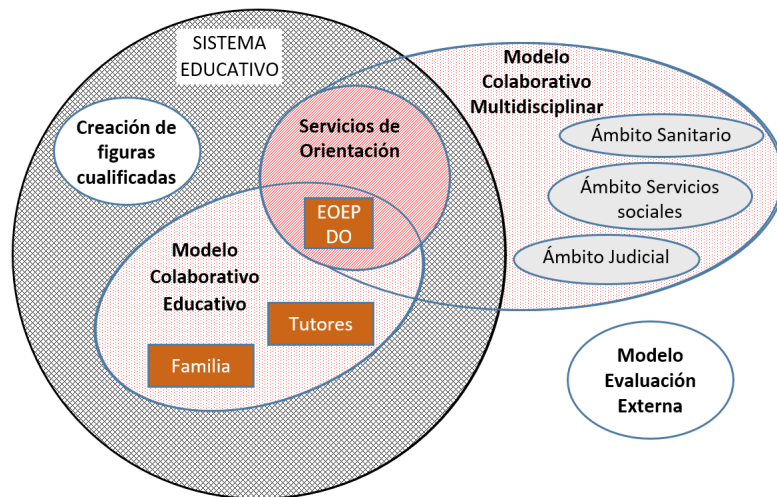 SISTEMA
EDUCATIVO
Modelo
Colaborativo
Multidisciplinar
Creación de
figuras
cualificadas
Servicios de
Orientación
Ámbito Sanitario
Ámbito Servicios
sociales
Ámbito Judicial
EOEP
DO
Modelo
Colaborativo
Educativo
Tutores
Familia
Modelo
Evaluación
Externa